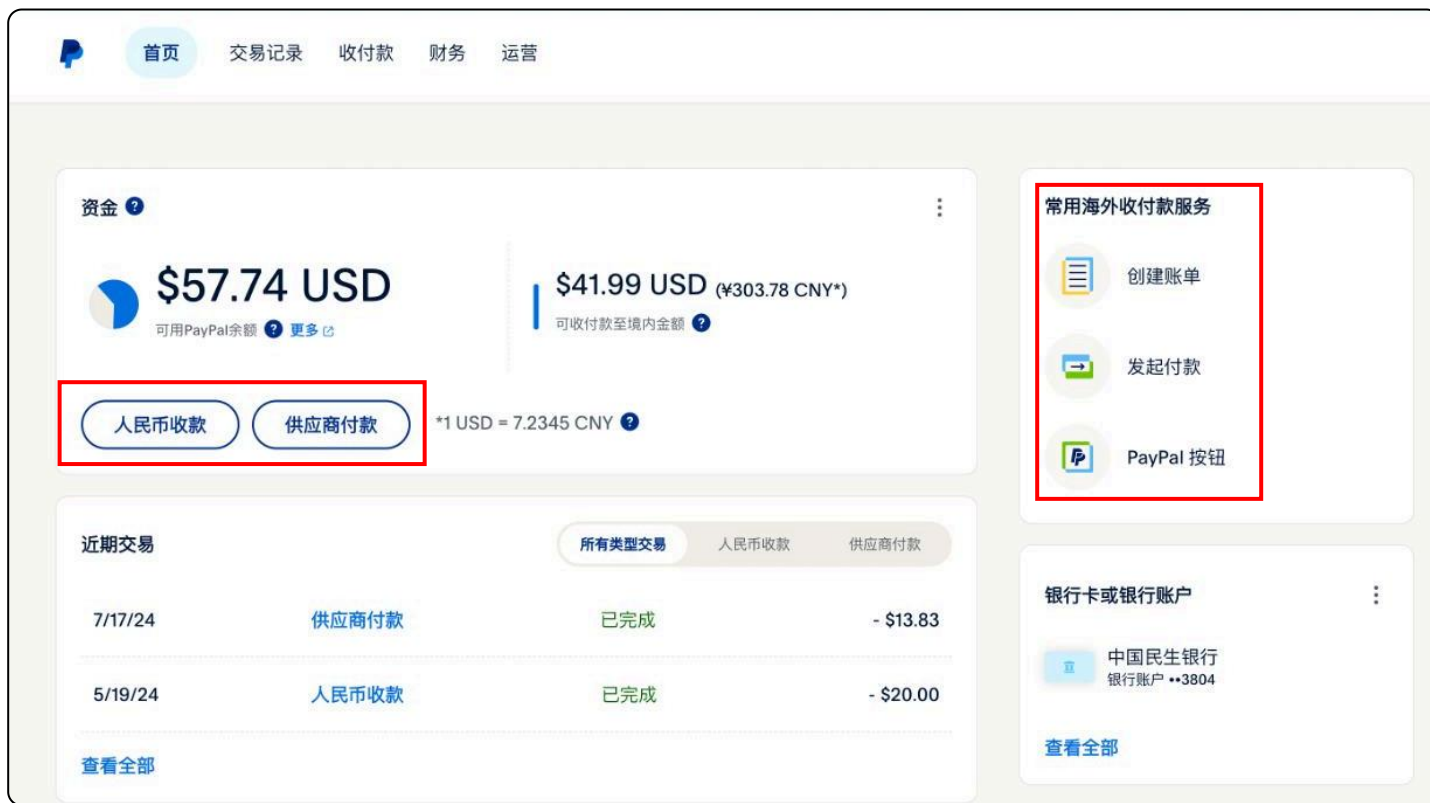 首页 交易记录 收付款 财务 运营
资金 ?
$57.74 USD
可用PayPal余额 ? 更多
$41.99 USD (¥303.78 CNY*)
可收付款至境内金额 ?
人民币收款 供应商付款 *1 USD = 7.2345 CNY ?
常用海外收付款服务
创建账单
发起付款
PayPal 按钮
近期交易 所有类型交易 人民币收款 供应商付款
7/17/24 供应商付款 已完成 - $13.83
5/19/24 人民币收款 已完成 - $20.00
查看全部
银行卡或银行账户
中国民生银行
银行账户 ••3804
查看全部